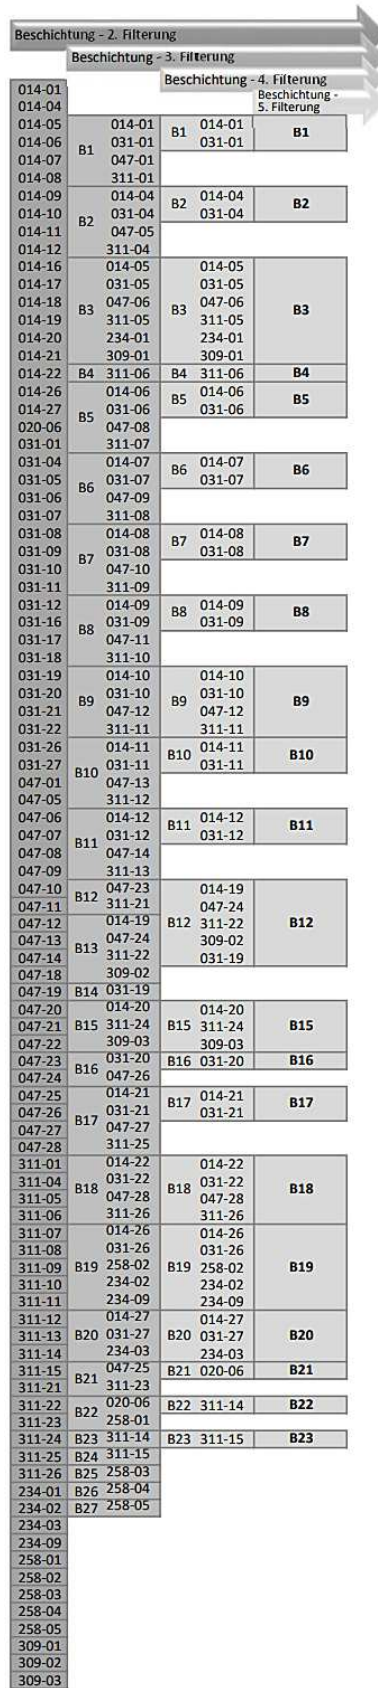 Beschichtung - 2. Filterung
Beschichtung - 3. Filterung
Beschichtung - 4. Filterung
Beschichtung -
5. Filterung
014-01
014-04
014-05
014-06
014-07
014-08
014-09
014-10
014-11
014-12
014-16
014-17
014-18
014-19
014-20
014-21
014-22
014-26
014-27
020-06
031-01
031-04
031-05
031-06
031-07
031-08
031-09
031-10
031-11
031-12
031-16
031-17
031-18
031-19
031-20
031-21
031-22
031-26
031-27
047-01
047-05
047-06
047-07
047-08
047-09
047-10
047-11
047-12
047-13
047-14
047-18
047-19
047-20
047-21
047-22
047-23
047-24
047-25
047-26
047-27
047-28
311-01
311-04
311-05
311-06
311-07
311-08
311-09
311-10
311-11
311-12
311-13
311-14
311-15
311-21
311-22
311-23
311-24
311-25
311-26
234-01
234-02
234-03
234-09
258-01
258-02
258-03
258-04
258-05
309-01
309-02
309-03
B1
014-01
031-01
047-01
311-01
B2
014-04
031-04
047-05
311-04
B3
014-05
031-05
047-06
311-05
234-01
309-01
B4 311-06
B5
014-06
031-06
047-08
311-07
B6
014-07
031-07
047-09
311-08
B7
014-08
031-08
047-10
311-09
B8
014-09
031-09
047-11
311-10
B9
014-10
031-10
047-12
311-11
B10
014-11
031-11
047-13
311-12
B11
014-12
031-12
047-14
311-13
B12
047-23
311-21
B13
014-19
047-24
311-22
309-02
B14 031-19
B15
014-20
311-24
309-03
B16
031-20
047-26
B17
014-21
031-21
047-27
311-25
B18
014-22
031-22
047-28
311-26
B19
014-26
031-26
258-02
234-02
234-09
B20
014-27
031-27
234-03
B21
047-25
311-23
B22
020-06
258-01
B23 311-14
B24 311-15
B25 258-03
B26 258-04
B27 258-05
B1
014-01
031-01
B2
014-04
031-04
B3
014-05
031-05
047-06
311-05
234-01
309-01
B4 311-06
B5
014-06
031-06
B6
014-07
031-07
B7
014-08
031-08
B8
014-09
031-09
B9
014-10
031-10
047-12
311-11
B10
014-11
031-11
B11
014-12
031-12
B12
014-19
047-24
311-22
309-02
031-19
B15
014-20
311-24
309-03
B16 031-20
B17
014-21
031-21
B18
014-22
031-22
047-28
311-26
B19
014-26
031-26
258-02
234-02
234-09
B20
014-27
031-27
234-03
B21 020-06
B22 311-14
B23 311-15
B1
B2
B3
B4
B5
B6
B7
B8
B9
B10
B11
B12
B15
B16
B17
B18
B19
B20
B21
B22
B23